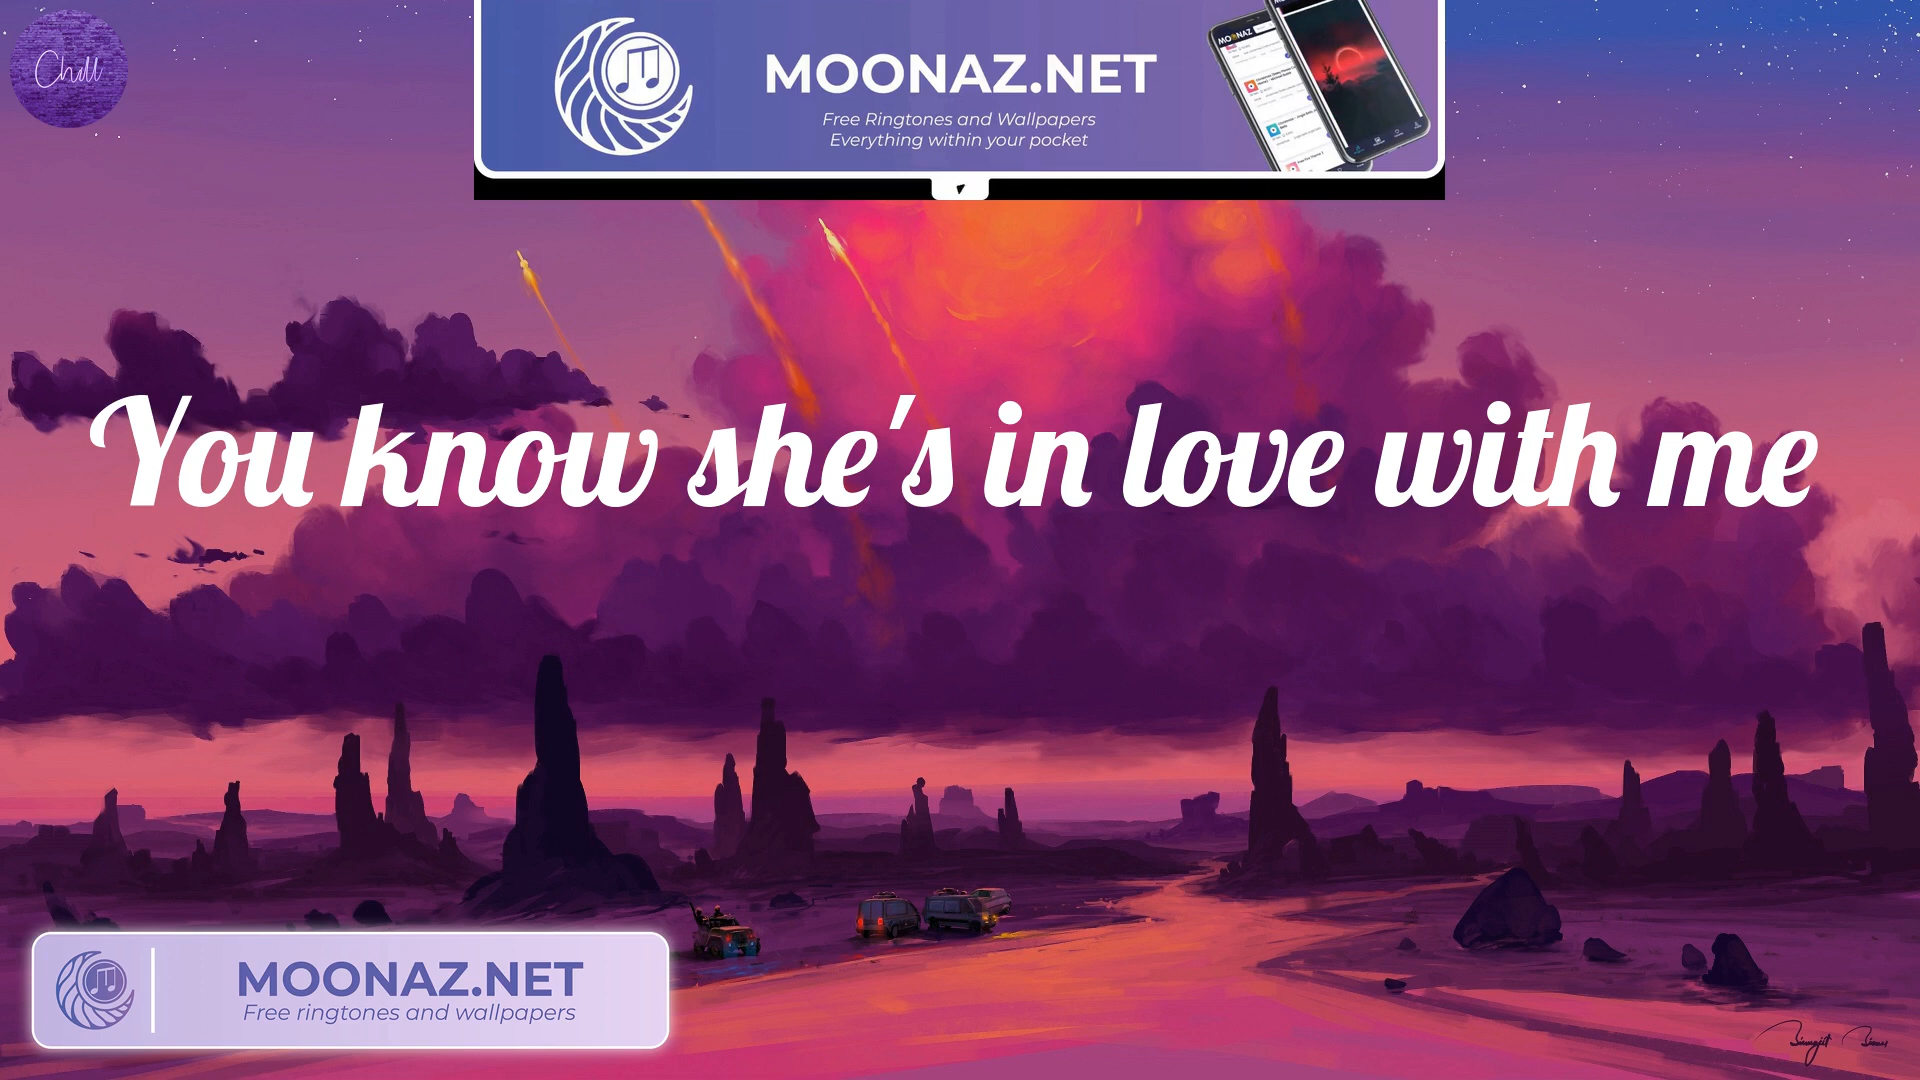 Chill
MOONAZ.NET
Free Ringtones and Wallpapers
Everything within your pocket
MOONAZ
You know she's in love with me
MOONAZ.NET
Free ringtones and wallpapers